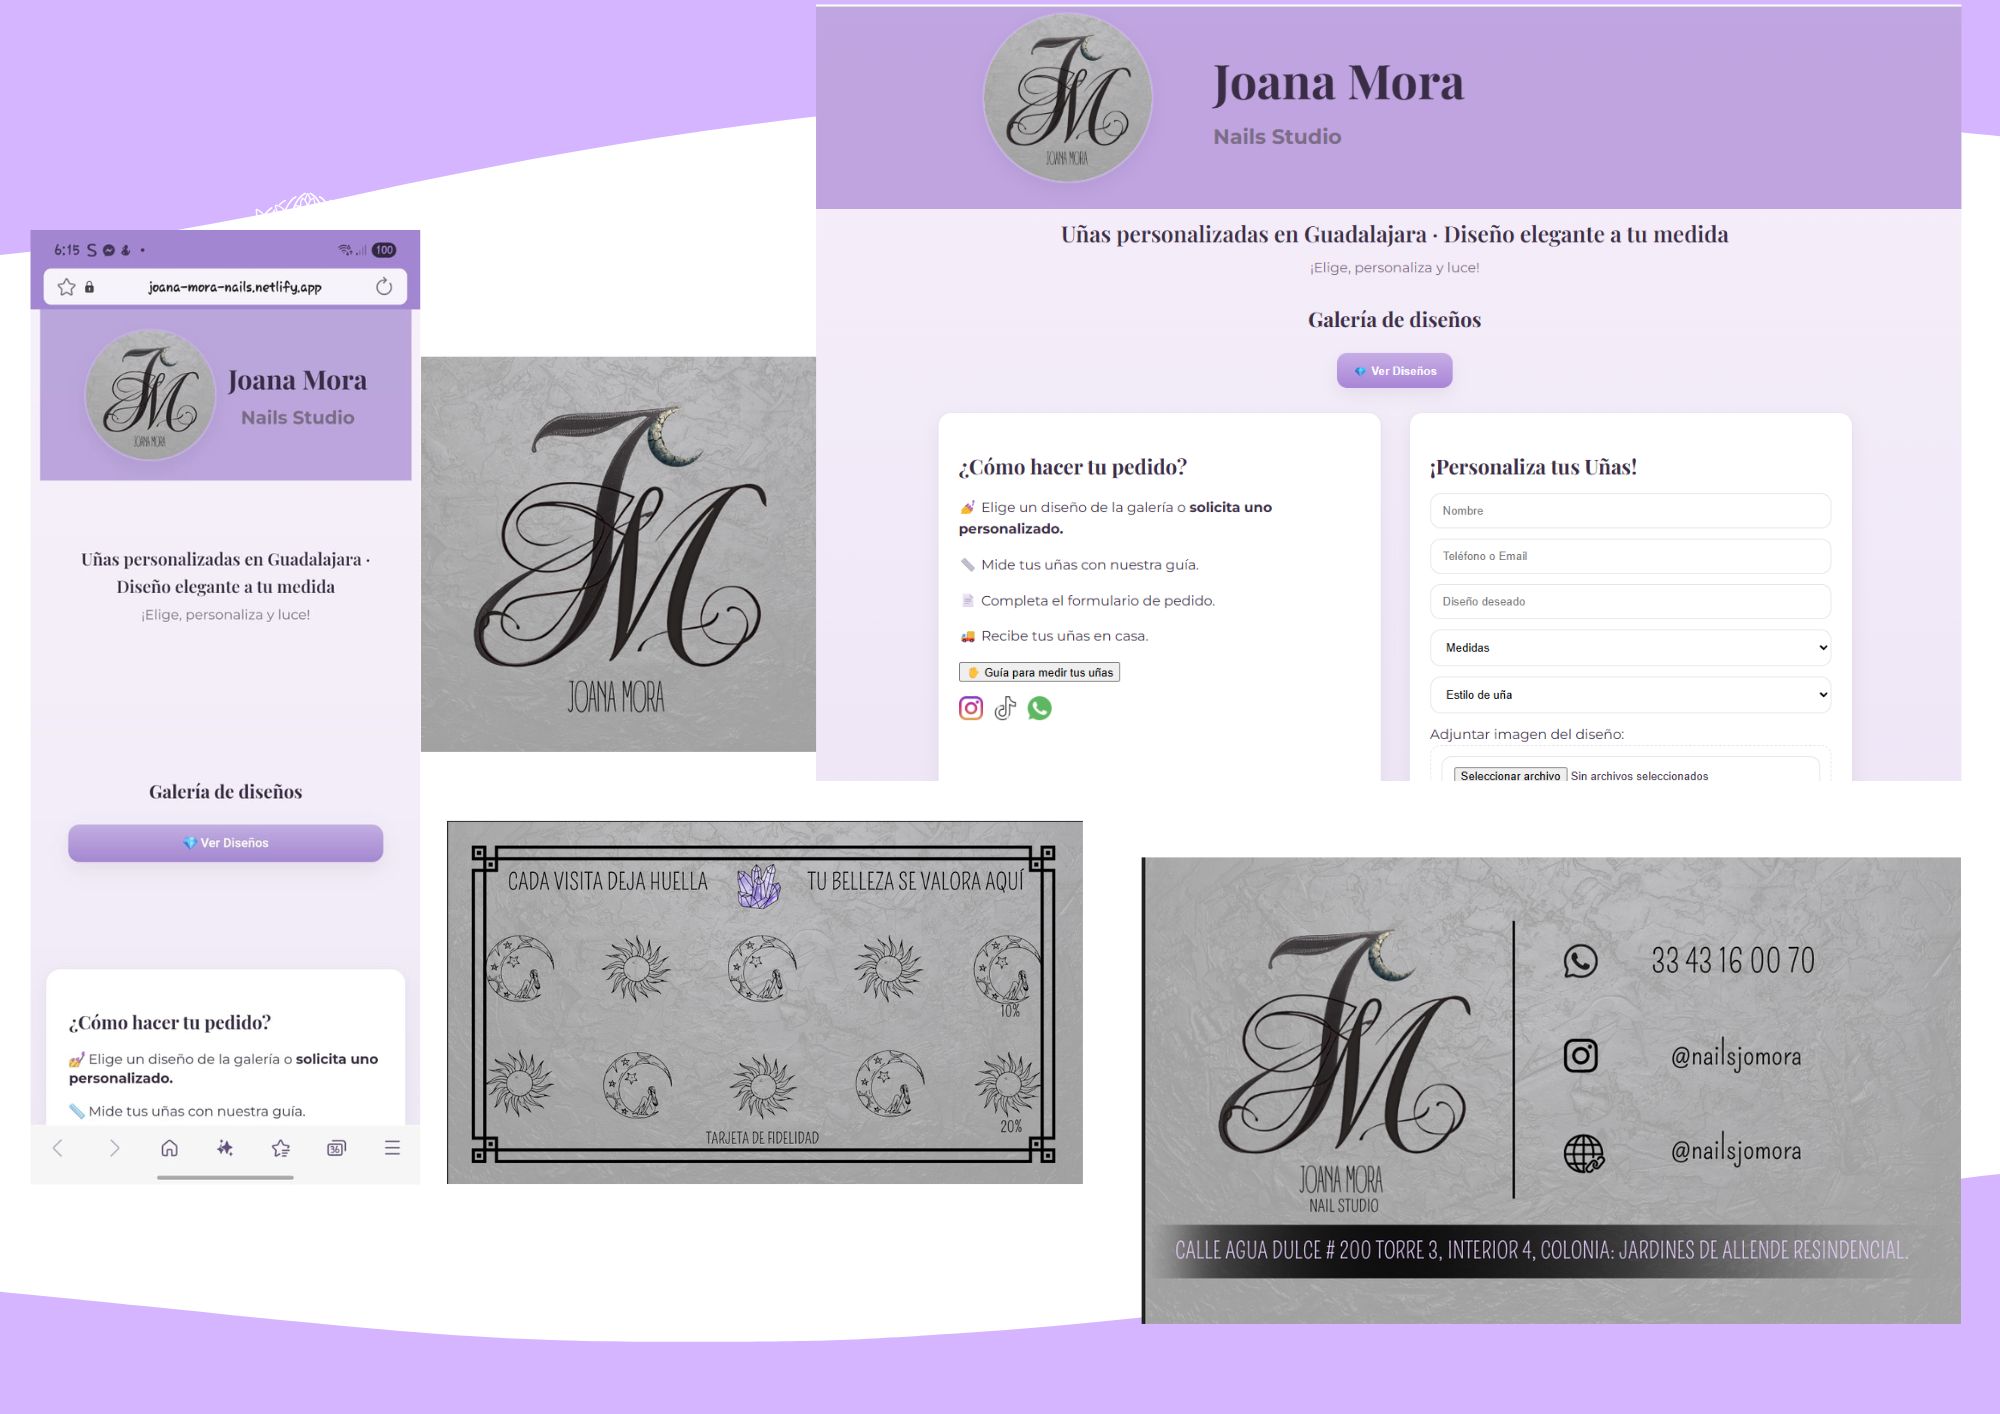 6:15
100
joana-mora-nails.netlify.app
JOANA MORA
Joana Mora
Nails Studio
Uñas personalizadas en Guadalajara ·
Diseño elegante a tu medida
¡Elige, personaliza y luce!
Galería de diseños
💎 Ver Diseños
¿Cómo hacer tu pedido?
💅 Elige un diseño de la galería o solicita uno
personalizado.
📏 Mide tus uñas con nuestra guía.
36
JM
JOANA MORA
JOANA MORA
Joana Mora
Nails Studio
Uñas personalizadas en Guadalajara · Diseño elegante a tu medida
¡Elige, personaliza y luce!
Galería de diseños
💎 Ver Diseños
¿Cómo hacer tu pedido?
💅 Elige un diseño de la galería o solicita uno
personalizado.
📏 Mide tus uñas con nuestra guía.
📄 Completa el formulario de pedido.
🚚 Recibe tus uñas en casa.
✋ Guía para medir tus uñas
¡Personaliza tus Uñas!
Nombre
Teléfono o Email
Diseño deseado
Medidas
Estilo de uña
Adjuntar imagen del diseño:
Seleccionar archivo Sin archivos seleccionados
CADA VISITA DEJA HUELLA
TU BELLEZA SE VALORA AQUÍ
10%
20%
TARJETA DE FIDELIDAD
JM
JOANA MORA
NAIL STUDIO
33 43 16 00 70
@nailsjomora
@nailsjomora
CALLE AGUA DULCE # 200 TORRE 3, INTERIOR 4, COLONIA: JARDINES DE ALLENDE RESINDENCIAL.